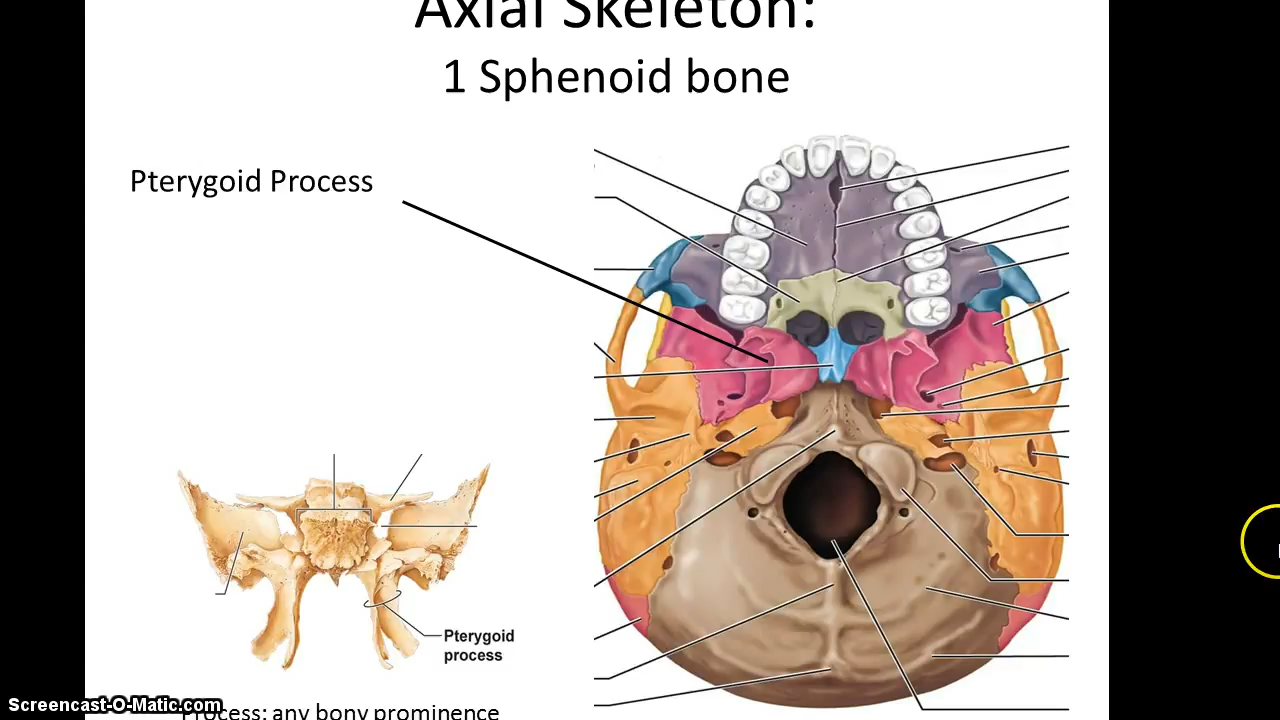 Axial Skeleton:
1 Sphenoid bone
Pterygoid Process
Pterygoid
process
Process: any bony prominence
Screencast-O-Matic.com